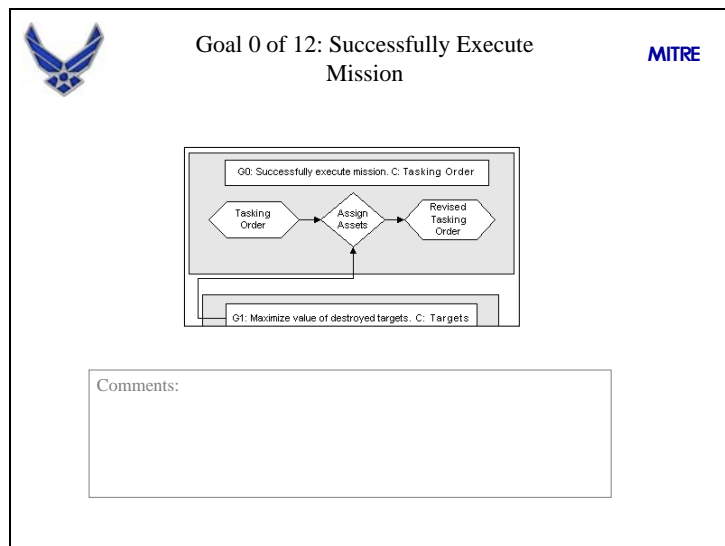 Goal 0 of 12: Successfully Execute
Mission
MITRE
G0: Successfully execute mission. C: Tasking Order
Tasking
Order
Assign
Assets
Revised
Tasking
Order
G1: Maximize value of destroyed targets. C: Targets
Comments: